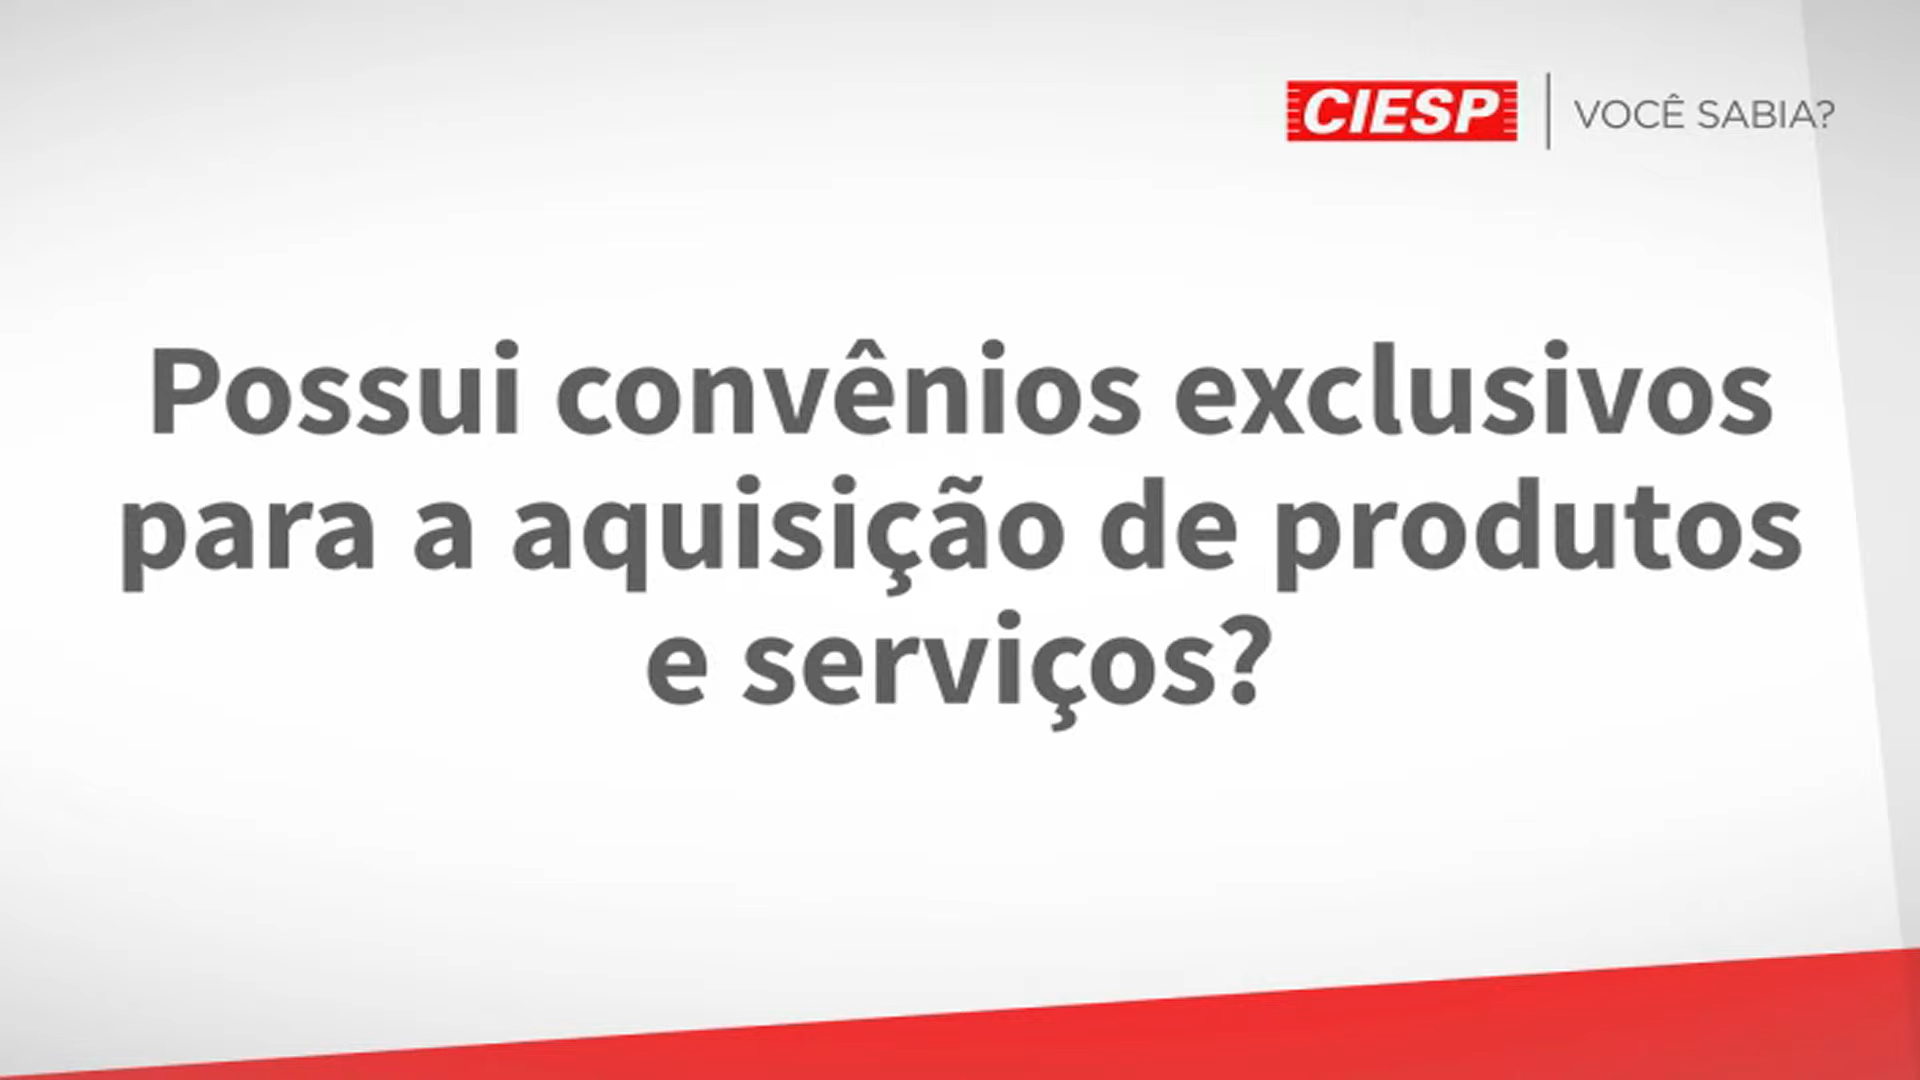 CIESP VOCÊ SABIA?
Possui convênios exclusivos
para a aquisição de produtos
e serviços?